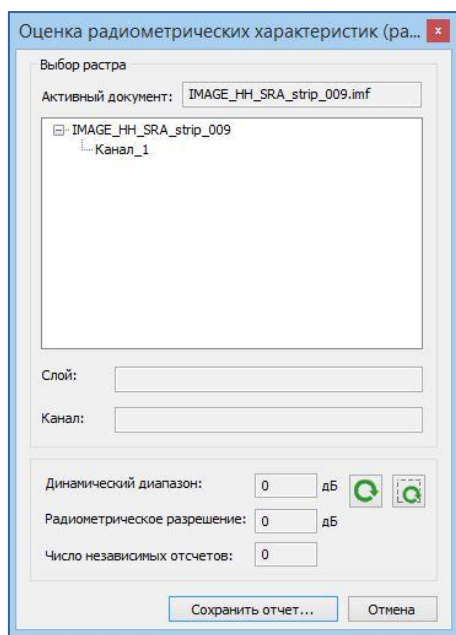 Оценка радиометрических характеристик (ра...
Выбор растра
Активный документ: IMAGE_HH_SRA_strip_009.imf
IMAGE_HH_SRA_strip_009
Канал_1
Слой:
Канал:
Динамический диапазон: 0 дБ
Радиометрическое разрешение: 0 дБ
Число независимых отсчетов: 0
Сохранить отчет... Отмена